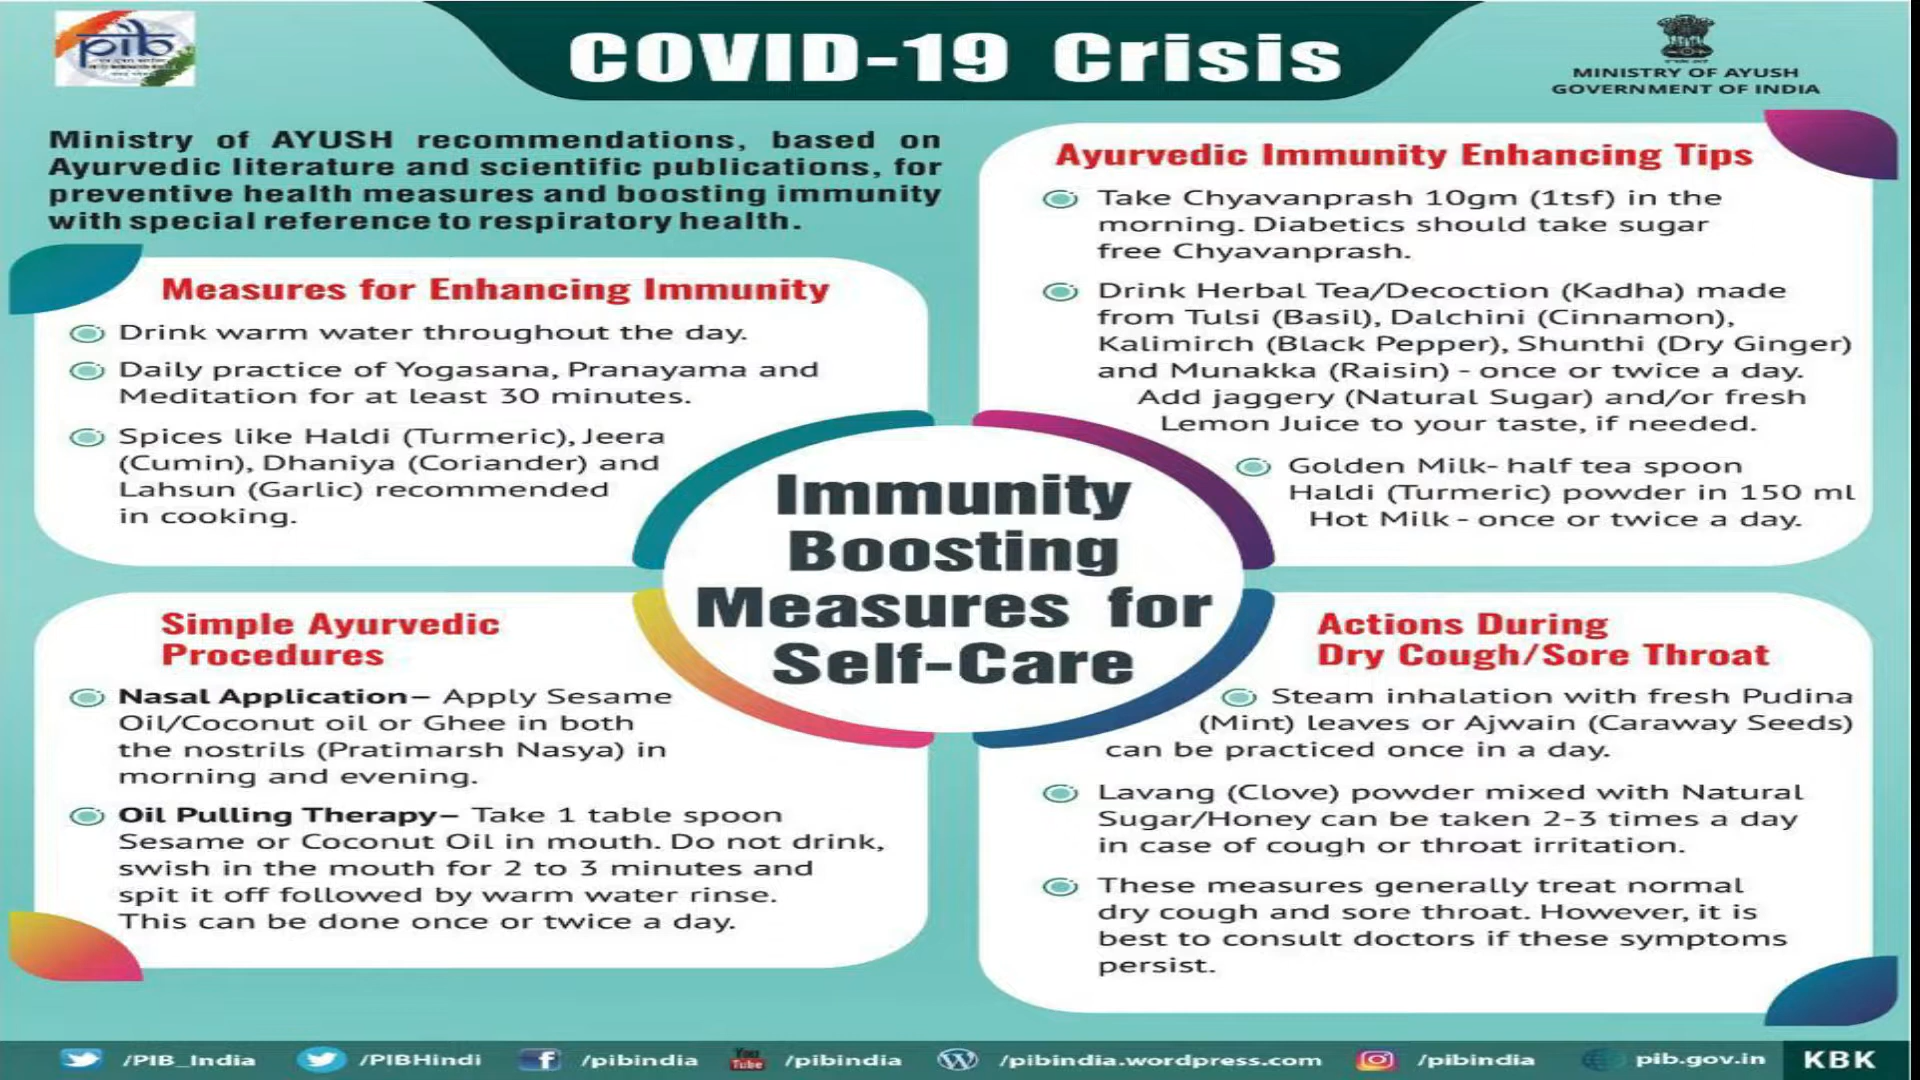 pib
COVID-19 Crisis
MINISTRY OF AYUSH
GOVERNMENT OF INDIA
Ministry of AYUSH recommendations, based on
Ayurvedic literature and scientific publications, for
preventive health measures and boosting immunity
with special reference to respiratory health.
Measures for Enhancing Immunity
Drink warm water throughout the day.
Daily practice of Yogasana, Pranayama and
Meditation for at least 30 minutes.
Spices like Haldi (Turmeric), Jeera
(Cumin), Dhaniya (Coriander) and
Lahsun (Garlic) recommended
in cooking.
Ayurvedic Immunity Enhancing Tips
Take Chyavanprash 10gm (1tsf) in the
morning. Diabetics should take sugar
free Chyavanprash.
Drink Herbal Tea/Decoction (Kadha) made
from Tulsi (Basil), Dalchini (Cinnamon),
Kalimirch (Black Pepper), Shunthi (Dry Ginger)
and Munakka (Raisin) - once or twice a day.
Add jaggery (Natural Sugar) and/or fresh
Lemon Juice to your taste, if needed.
Golden Milk- half tea spoon
Haldi (Turmeric) powder in 150 ml
Hot Milk - once or twice a day.
Immunity
Boosting
Measures for
Self-Care
Simple Ayurvedic
Procedures
Nasal Application– Apply Sesame
Oil/Coconut oil or Ghee in both
the nostrils (Pratimarsh Nasya) in
morning and evening.
Oil Pulling Therapy– Take 1 table spoon
Sesame or Coconut Oil in mouth. Do not drink,
swish in the mouth for 2 to 3 minutes and
spit it off followed by warm water rinse.
This can be done once or twice a day.
Actions During
Dry Cough/Sore Throat
Steam inhalation with fresh Pudina
(Mint) leaves or Ajwain (Caraway Seeds)
can be practiced once in a day.
Lavang (Clove) powder mixed with Natural
Sugar/Honey can be taken 2-3 times a day
in case of cough or throat irritation.
These measures generally treat normal
dry cough and sore throat. However, it is
best to consult doctors if these symptoms
persist.
/PIB_India /PIBHindi /pibindia You Tube /pibindia /pibindia.wordpress.com /pibindia pib.gov.in KBK